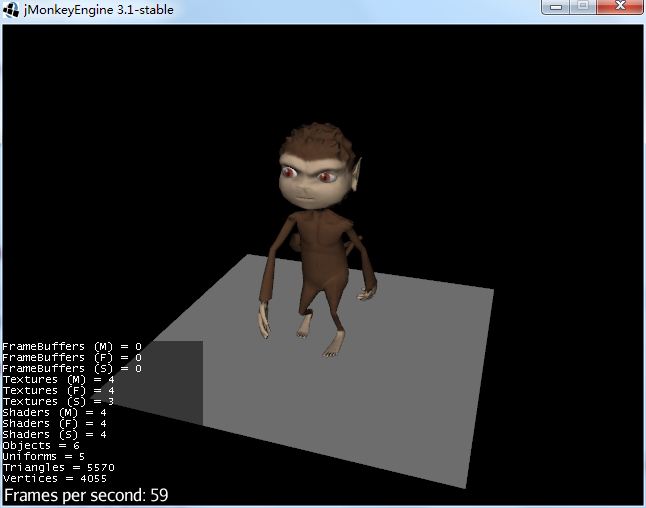 jMonkeyEngine 3.1-stable
FrameBuffers (M) = 0
FrameBuffers (F) = 0
FrameBuffers (S) = 0
Textures (M) = 4
Textures (F) = 4
Textures (S) = 3
Shaders (M) = 4
Shaders (F) = 4
Shaders (S) = 4
Objects = 6
Uniforms = 5
Triangles = 5570
Vertices = 4055
Frames per second: 59